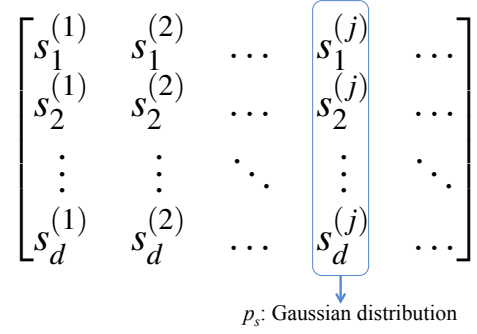 s_1^{(1)} s_1^{(2)} … s_1^{(j)} …
s_2^{(1)} s_2^{(2)} … s_2^{(j)} …
⋮ ⋮ ⋱ ⋮ ⋱
s_d^{(1)} s_d^{(2)} … s_d^{(j)} …
p_s: Gaussian distribution